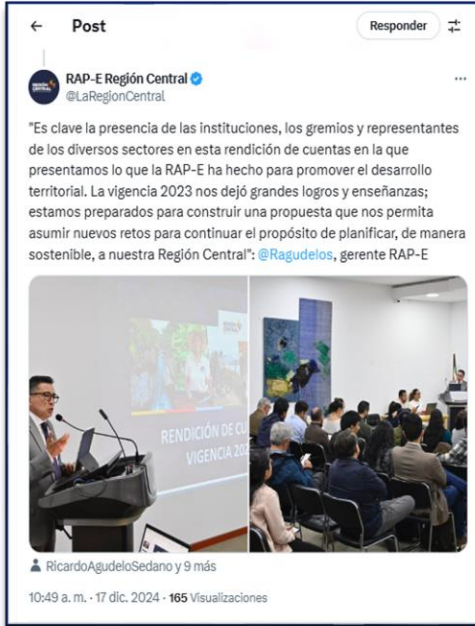 ← Post
Responder
RAP-E Región Central
@LaRegionCentral
"Es clave la presencia de las instituciones, los gremios y representantes
de los diversos sectores en esta rendición de cuentas en la que
presentamos lo que la RAP-E ha hecho para promover el desarrollo
territorial. La vigencia 2023 nos dejó grandes logros y enseñanzas;
estamos preparados para construir una propuesta que nos permita
asumir nuevos retos para continuar el propósito de planificar, de manera
sostenible, a nuestra Región Central": @Ragudelos, gerente RAP-E
RENDICIÓN DE CU
VIGENCIA 202
RicardoAgudeloSedano y 9 más
10:49 a. m. · 17 dic. 2024 · 165 Visualizaciones